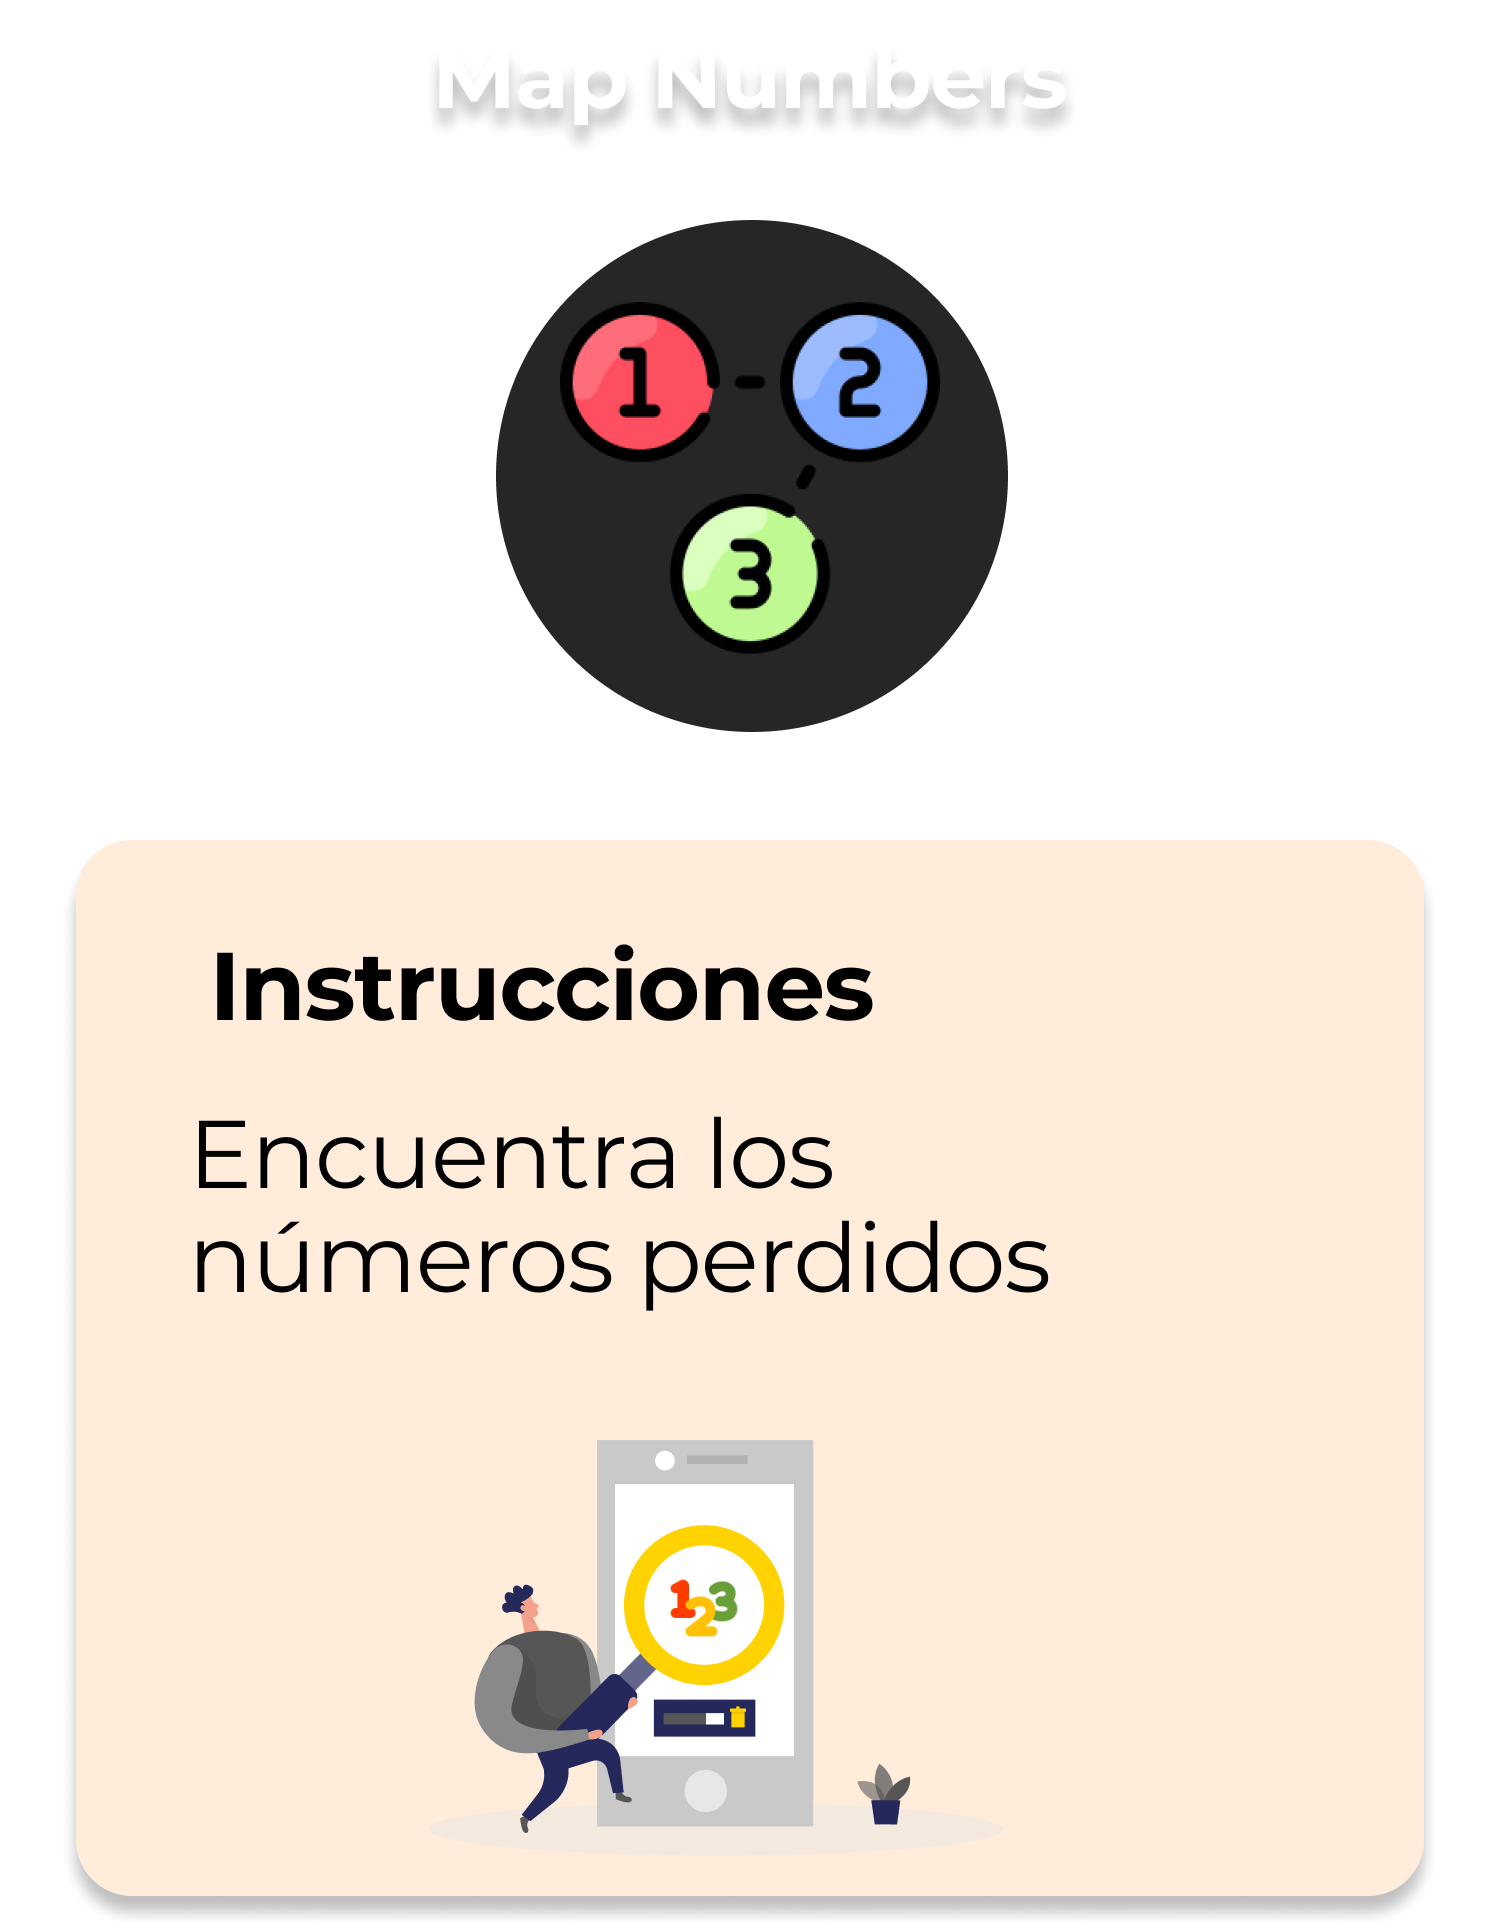 Map Numbers
1 - 2
3
Instrucciones
Encuentra los
números perdidos
123